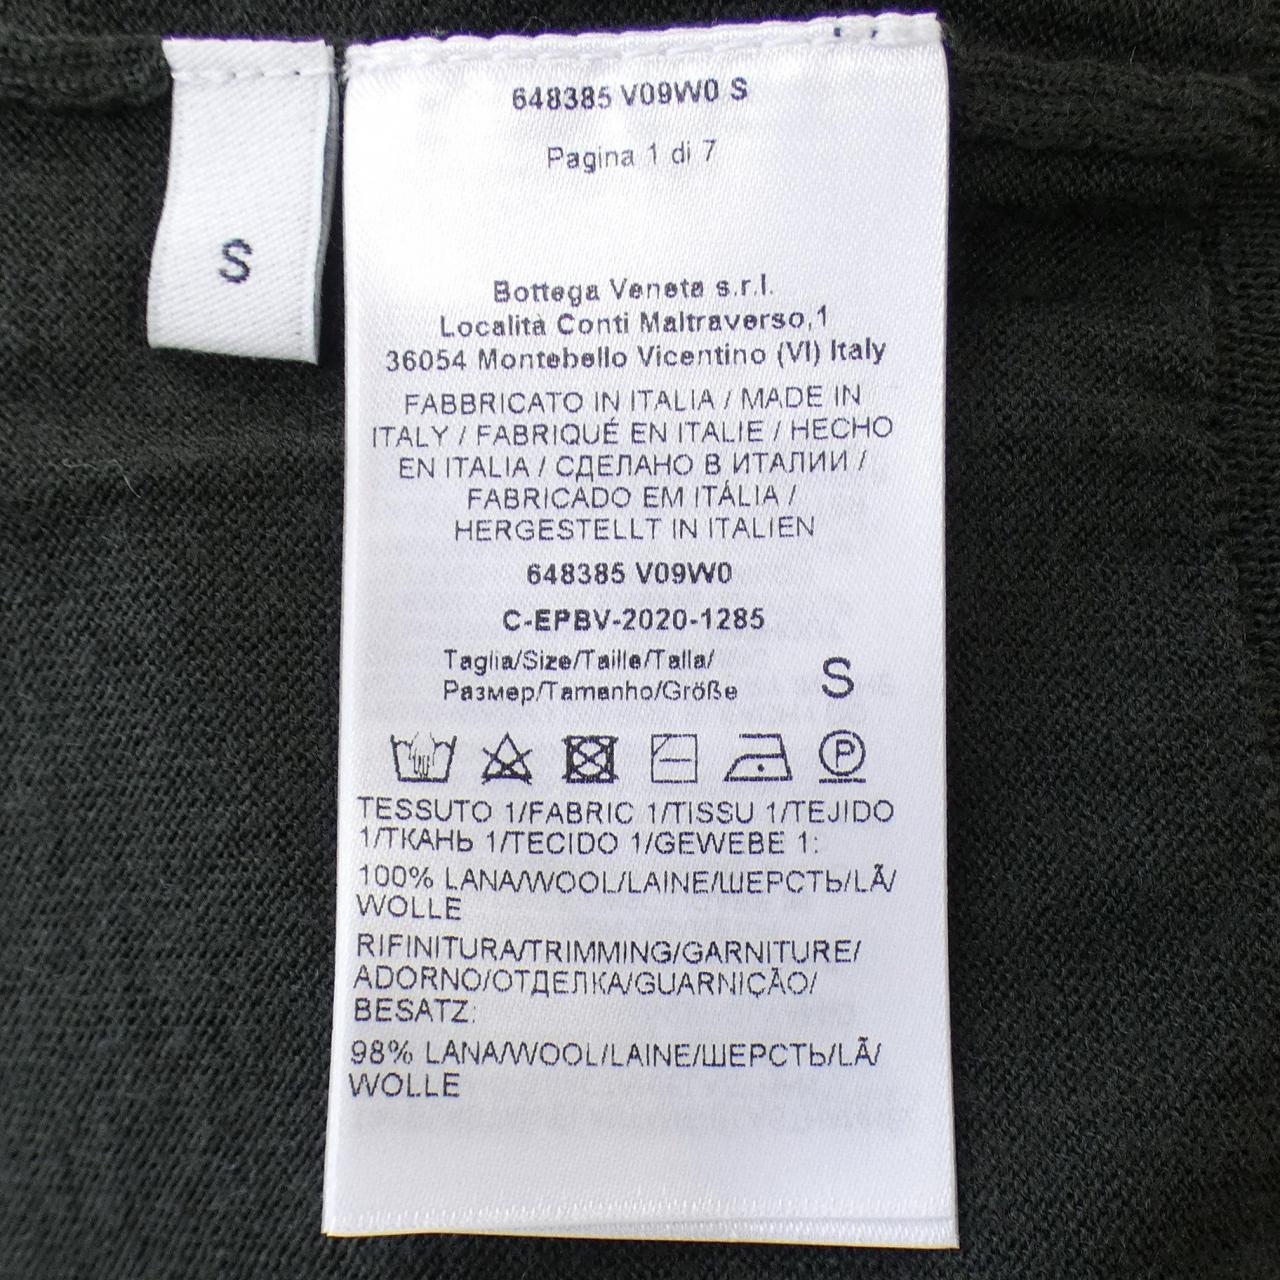 S
648385 V09W0 S
Pagina 1 di 7
Bottega Veneta s.r.l.
Località Conti Maltraverso,1
36054 Montebello Vicentino (VI) Italy
FABBRICATO IN ITALIA / MADE IN
ITALY / FABRIQUÉ EN ITALIE / HECHO
EN ITALIA / СДЕЛАНО В ИТАЛИИ /
FABRICADO EM ITÁLIA /
HERGESTELLT IN ITALIEN
648385 V09W0
C-EPBV-2020-1285
Taglia/Size/Taille/Talla/
Размер/Tamanho/Größe
S
P
TESSUTO 1/FABRIC 1/TISSU 1/TEJIDO
1/ТКАНЬ 1/TECIDO 1/GEWEBE 1:
100% LANA/WOOL/LAINE/ШЕРСТЬ/LÃ/
WOLLE
RIFINITURA/TRIMMING/GARNITURE/
ADORNO/ОТДЕЛКА/GUARNIÇÃO/
BESATZ:
98% LANA/WOOL/LAINE/ШЕРСТЬ/LÃ/
WOLLE